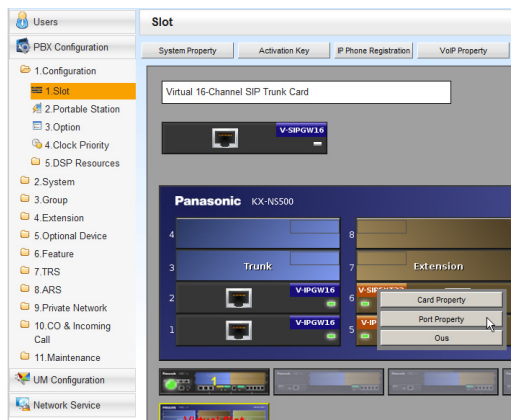 Users
Slot
PBX Configuration
System Property
Activation Key
IP Phone Registration
VoIP Property
1.Configuration
1.Slot
2.Portable Station
3.Option
4.Clock Priority
5.DSP Resources
2.System
3.Group
4.Extension
5.Optional Device
6.Feature
7.TRS
8.ARS
9.Private Network
10.CO & Incoming
Call
11.Maintenance
UM Configuration
Network Service
Virtual 16-Channel SIP Trunk Card
V-SIPGW16
Panasonic KX-NS500
4
8
3
Trunk
7
Extension
2
V-IPGW16
6
Card Property
1
V-IPGW16
5
V-IP
Port Property
Ous
1